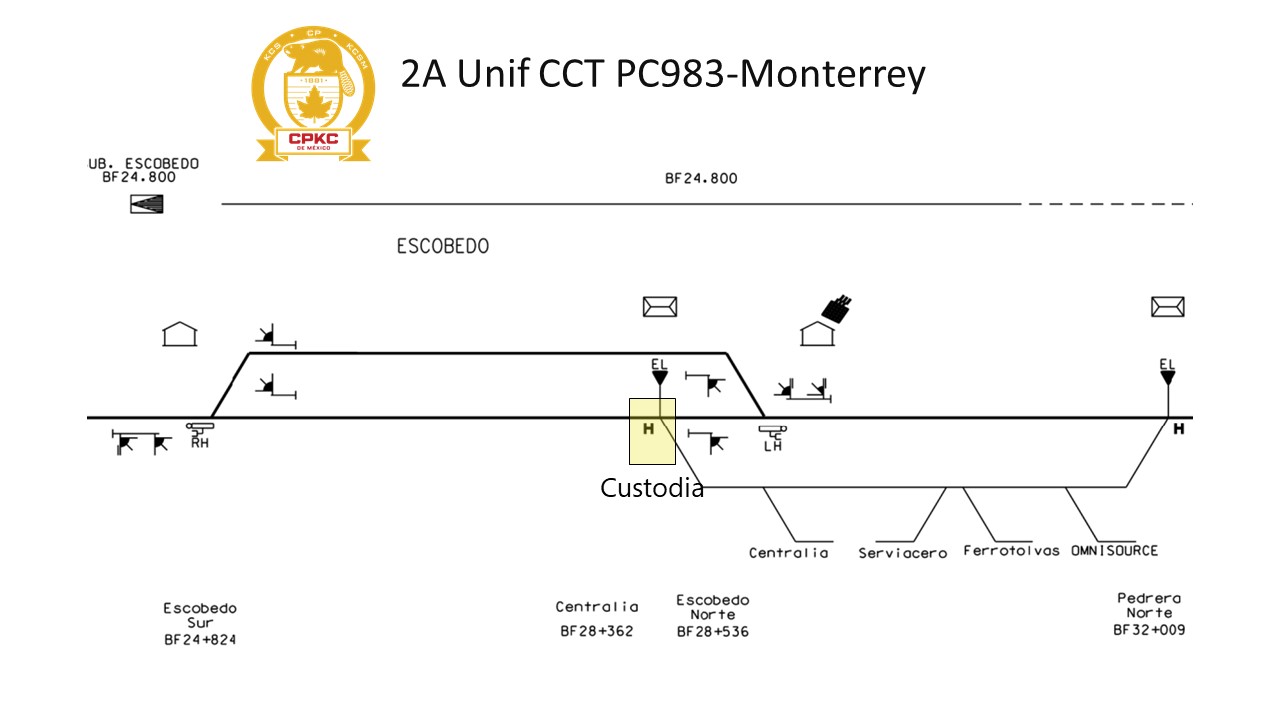 2A Unif CCT PC983-Monterrey
KCS • CP • KCSM
1881
CPKC
DE MÉXICO
UB. ESCOBEDO
BF24.800
BF24.800
ESCOBEDO
EL
EL
H
H
RH
LH
Custodia
Centralia
Serviacero
Ferrotolvas
OMNISOURCE
Escobedo
Sur
BF24+824
Centralia
BF28+362
Escobedo
Norte
BF28+536
Pedrera
Norte
BF32+009